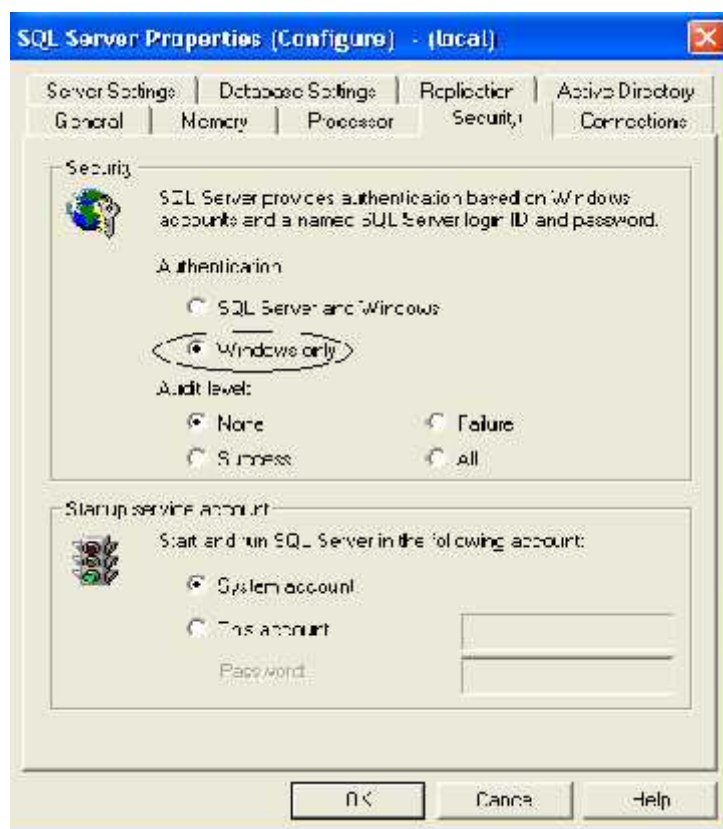 SQL Server Properties (Configure) - (local)
Server Settings Database Settings Replication Active Directory
General Memory Processor Security Connections
Security
SQL Server provides authentication based on Windows
accounts and a named SQL Server login ID and password.
Authentication
SQL Server and Windows
Windows only
Audit level:
None Failure
Success All
Startup service account
Start and run SQL Server in the following account:
System account
This account
Password
OK Cancel Help